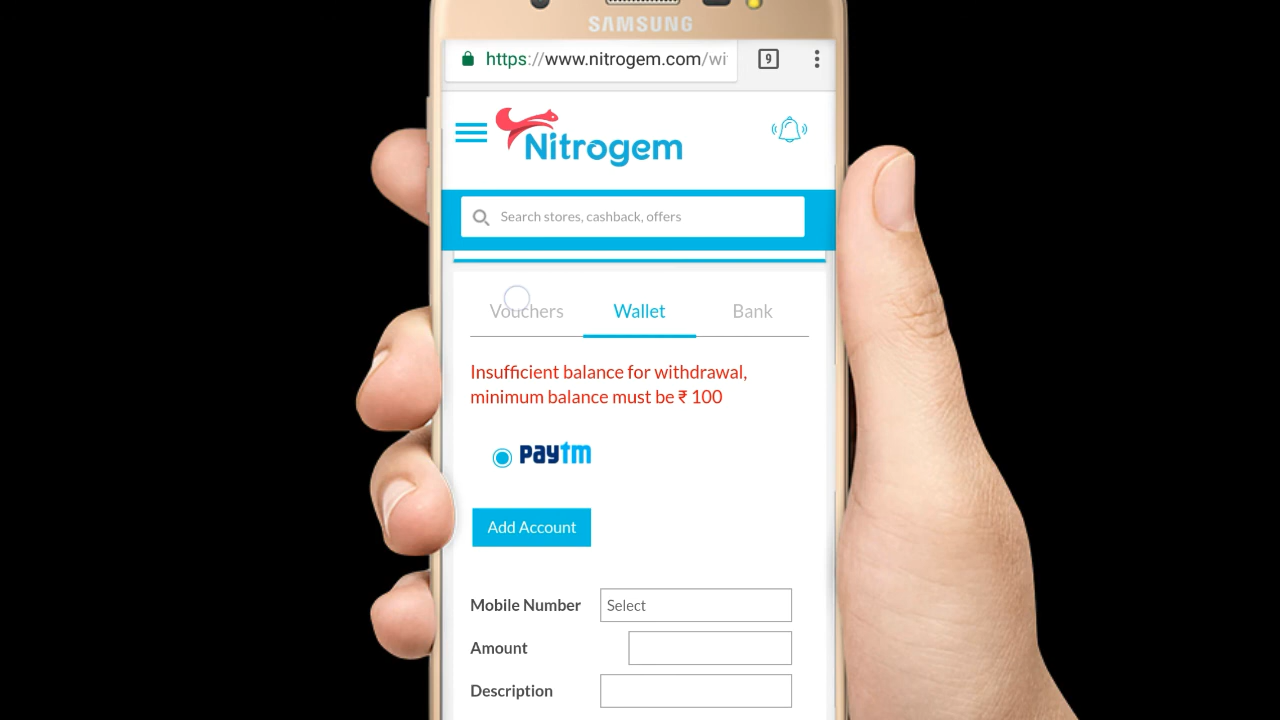 SAMSUNG
https://www.nitrogem.com/wi
9
Nitrogem
Search stores, cashback, offers
Vouchers Wallet Bank
Insufficient balance for withdrawal,
minimum balance must be ₹ 100
paytm
Add Account
Mobile Number Select
Amount
Description